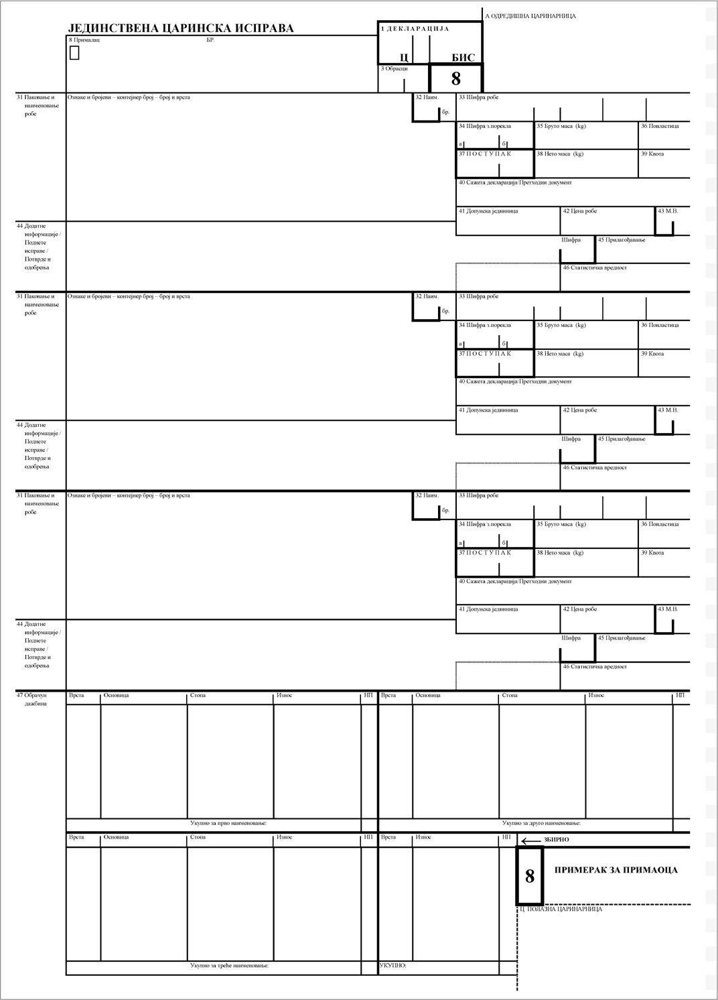 А ОДРЕДИШНА ЦАРИНАРНИЦА
ЈЕДИНСТВЕНА ЦАРИНСКА ИСПРАВА
1 Д Е К Л А Р А Ц И Ј А
8 Прималац БР.
Ц БИС
3 Обрасци
8
31 Паковање и наименовање робе
Ознаке и бројеви – контејнер број – број и врста
32 Наим.
бр.
33 Шифра робе
34 Шифра з.порекла
а б
35 Бруто маса (kg)
36 Повластица
37 П О С Т У П А К
38 Нето маса (kg)
39 Квота
40 Сажета декларација/Претходни документ
41 Допунска једининица
42 Цена робе
43 М.В.
44 Додатне информације / Поднете исправе / Потврде и одобрења
Шифра
45 Прилагођавање
46 Статистичка вредност
31 Паковање и наименовање робе
Ознаке и бројеви – контејнер број – број и врста
32 Наим.
бр.
33 Шифра робе
34 Шифра з.порекла
а б
35 Бруто маса (kg)
36 Повластица
37 П О С Т У П А К
38 Нето маса (kg)
39 Квота
40 Сажета декларација/Претходни документ
41 Допунска једининица
42 Цена робе
43 М.В.
44 Додатне информације / Поднете исправе / Потврде и одобрења
Шифра
45 Прилагођавање
46 Статистичка вредност
31 Паковање и наименовање робе
Ознаке и бројеви – контејнер број – број и врста
32 Наим.
бр.
33 Шифра робе
34 Шифра з.порекла
а б
35 Бруто маса (kg)
36 Повластица
37 П О С Т У П А К
38 Нето маса (kg)
39 Квота
40 Сажета декларација/Претходни документ
41 Допунска једининица
42 Цена робе
43 М.В.
44 Додатне информације / Поднете исправе / Потврде и одобрења
Шифра
45 Прилагођавање
46 Статистичка вредност
47 Обрачун дажбина
Врста Основица Стопа Износ НП Врста Основица Стопа Износ НП
Укупно за прво наименовање: Укупно за друго наименовање:
Врста Основица Стопа Износ НП Врста Износ НП
ЗБИРНО
8 ПРИМЕРАК ЗА ПРИМАОЦА
Ц ПОЛАЗНА ЦАРИНАРНИЦА
Укупно за треће наименовање: УКУПНО: